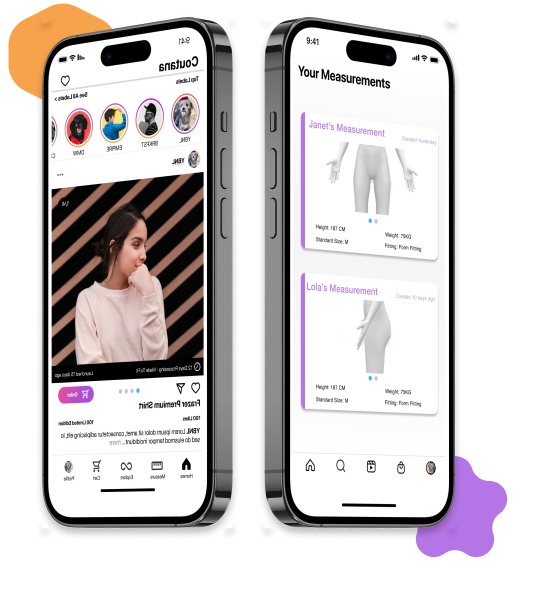 9:41
Coutana
Top Labels
See All Labels >
YBNL
BRAFST
EMPIRE
DMW
YBNL
...
1/4
12 Days Processing - Made To Fit
Launched 15 days ago
Order
Frazer Premium Shirt
100 Likes
100 Limited Edition
YBNL Lorem ipsum dolor sit amet, consectetur adipiscing elit,
sed do eiusmod tempor incididunt... more
Home
Measure
Explore
Cart
Profile
9:41
Your Measurements
Janet's Measurement
Created Yesterday
Height: 197 CM
Weight: 75KG
Standard Size: M
Fitting: Form Fitting
Lola's Measurement
Created 10 days ago
Height: 197 CM
Weight: 75KG
Standard Size: M
Fitting: Form Fitting